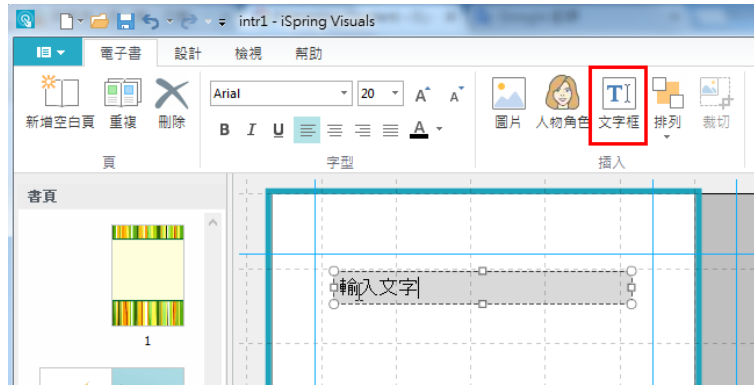 intr1 - iSpring Visuals
電子書 設計 檢視 幫助
Arial 20 A A
新增空白頁 重複 刪除 B I U A 圖片 人物角色 文字框 排列 裁切
頁 字型 插入
書頁
輸入文字
1